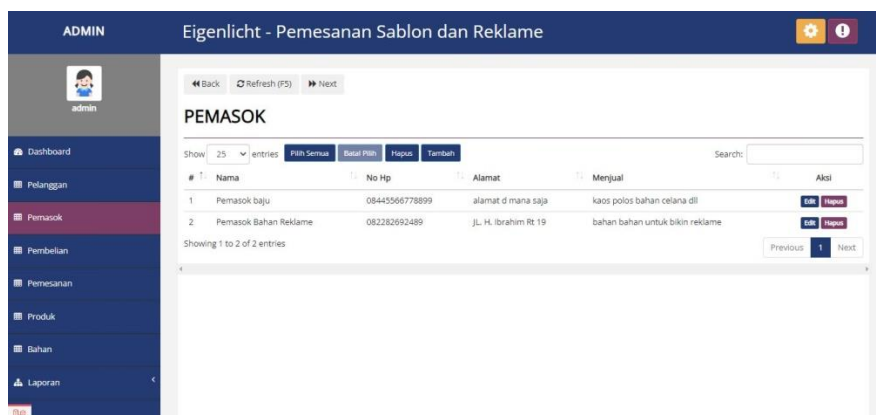 ADMIN
Eigenlicht - Pemesanan Sablon dan Reklame
admin
Dashboard
Pelanggan
Pemasok
Pembelian
Pemesanan
Produk
Bahan
Laporan
Back Refresh (F5) Next
PEMASOK
Show 25 entries Pilih Semua Batal Pilih Hapus Tambah Search:
# Nama No Hp Alamat Menjual Aksi
1 Pemasok baju 08445566778899 alamat d mana saja kaos polos bahan celana dll Edit Hapus
2 Pemasok Bahan Reklame 082282692489 JL. H. Ibrahim Rt 19 bahan bahan untuk bikin reklame Edit Hapus
Showing 1 to 2 of 2 entries
Previous 1 Next